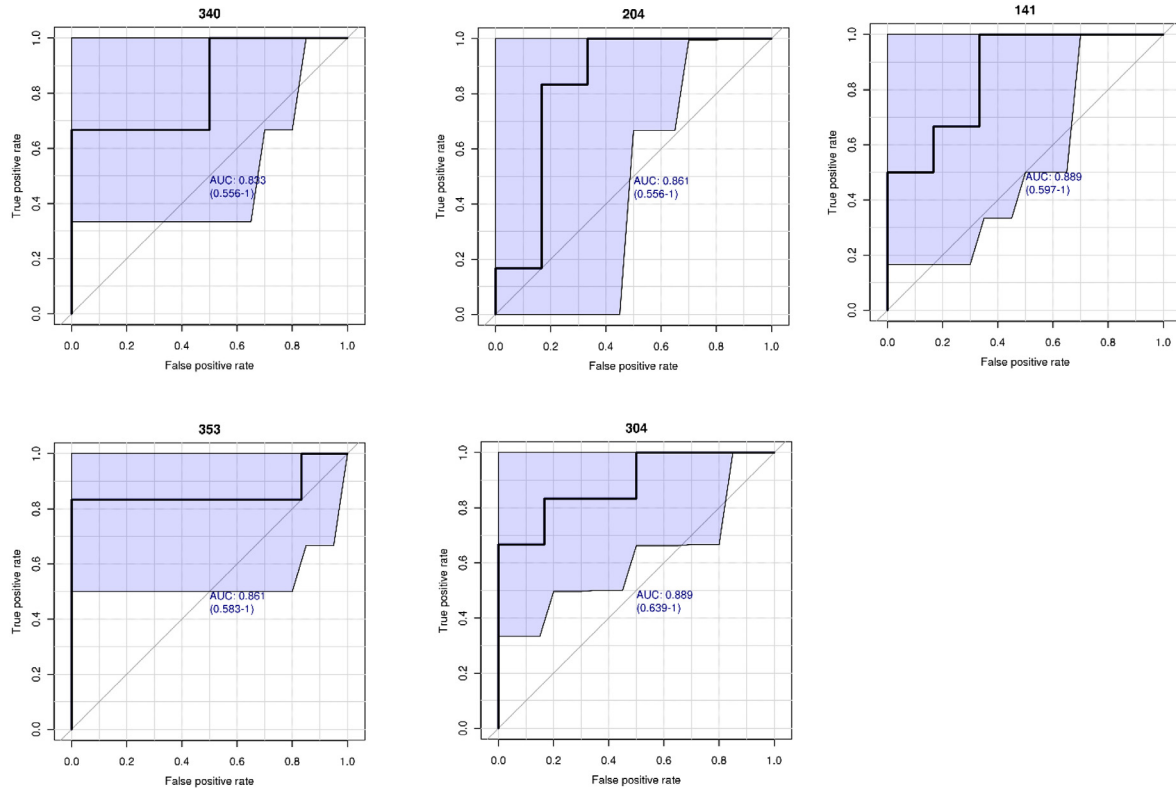 340
1.0
0.8
0.6
0.4
0.2
0.0
True positive rate
AUC: 0.833
(0.556-1)
0.0 0.2 0.4 0.6 0.8 1.0
False positive rate
204
1.0
0.8
0.6
0.4
0.2
0.0
True positive rate
AUC: 0.861
(0.556-1)
0.0 0.2 0.4 0.6 0.8 1.0
False positive rate
141
1.0
0.8
0.6
0.4
0.2
0.0
True positive rate
AUC: 0.889
(0.597-1)
0.0 0.2 0.4 0.6 0.8 1.0
False positive rate
353
1.0
0.8
0.6
0.4
0.2
0.0
True positive rate
AUC: 0.861
(0.583-1)
0.0 0.2 0.4 0.6 0.8 1.0
False positive rate
304
1.0
0.8
0.6
0.4
0.2
0.0
True positive rate
AUC: 0.889
(0.639-1)
0.0 0.2 0.4 0.6 0.8 1.0
False positive rate